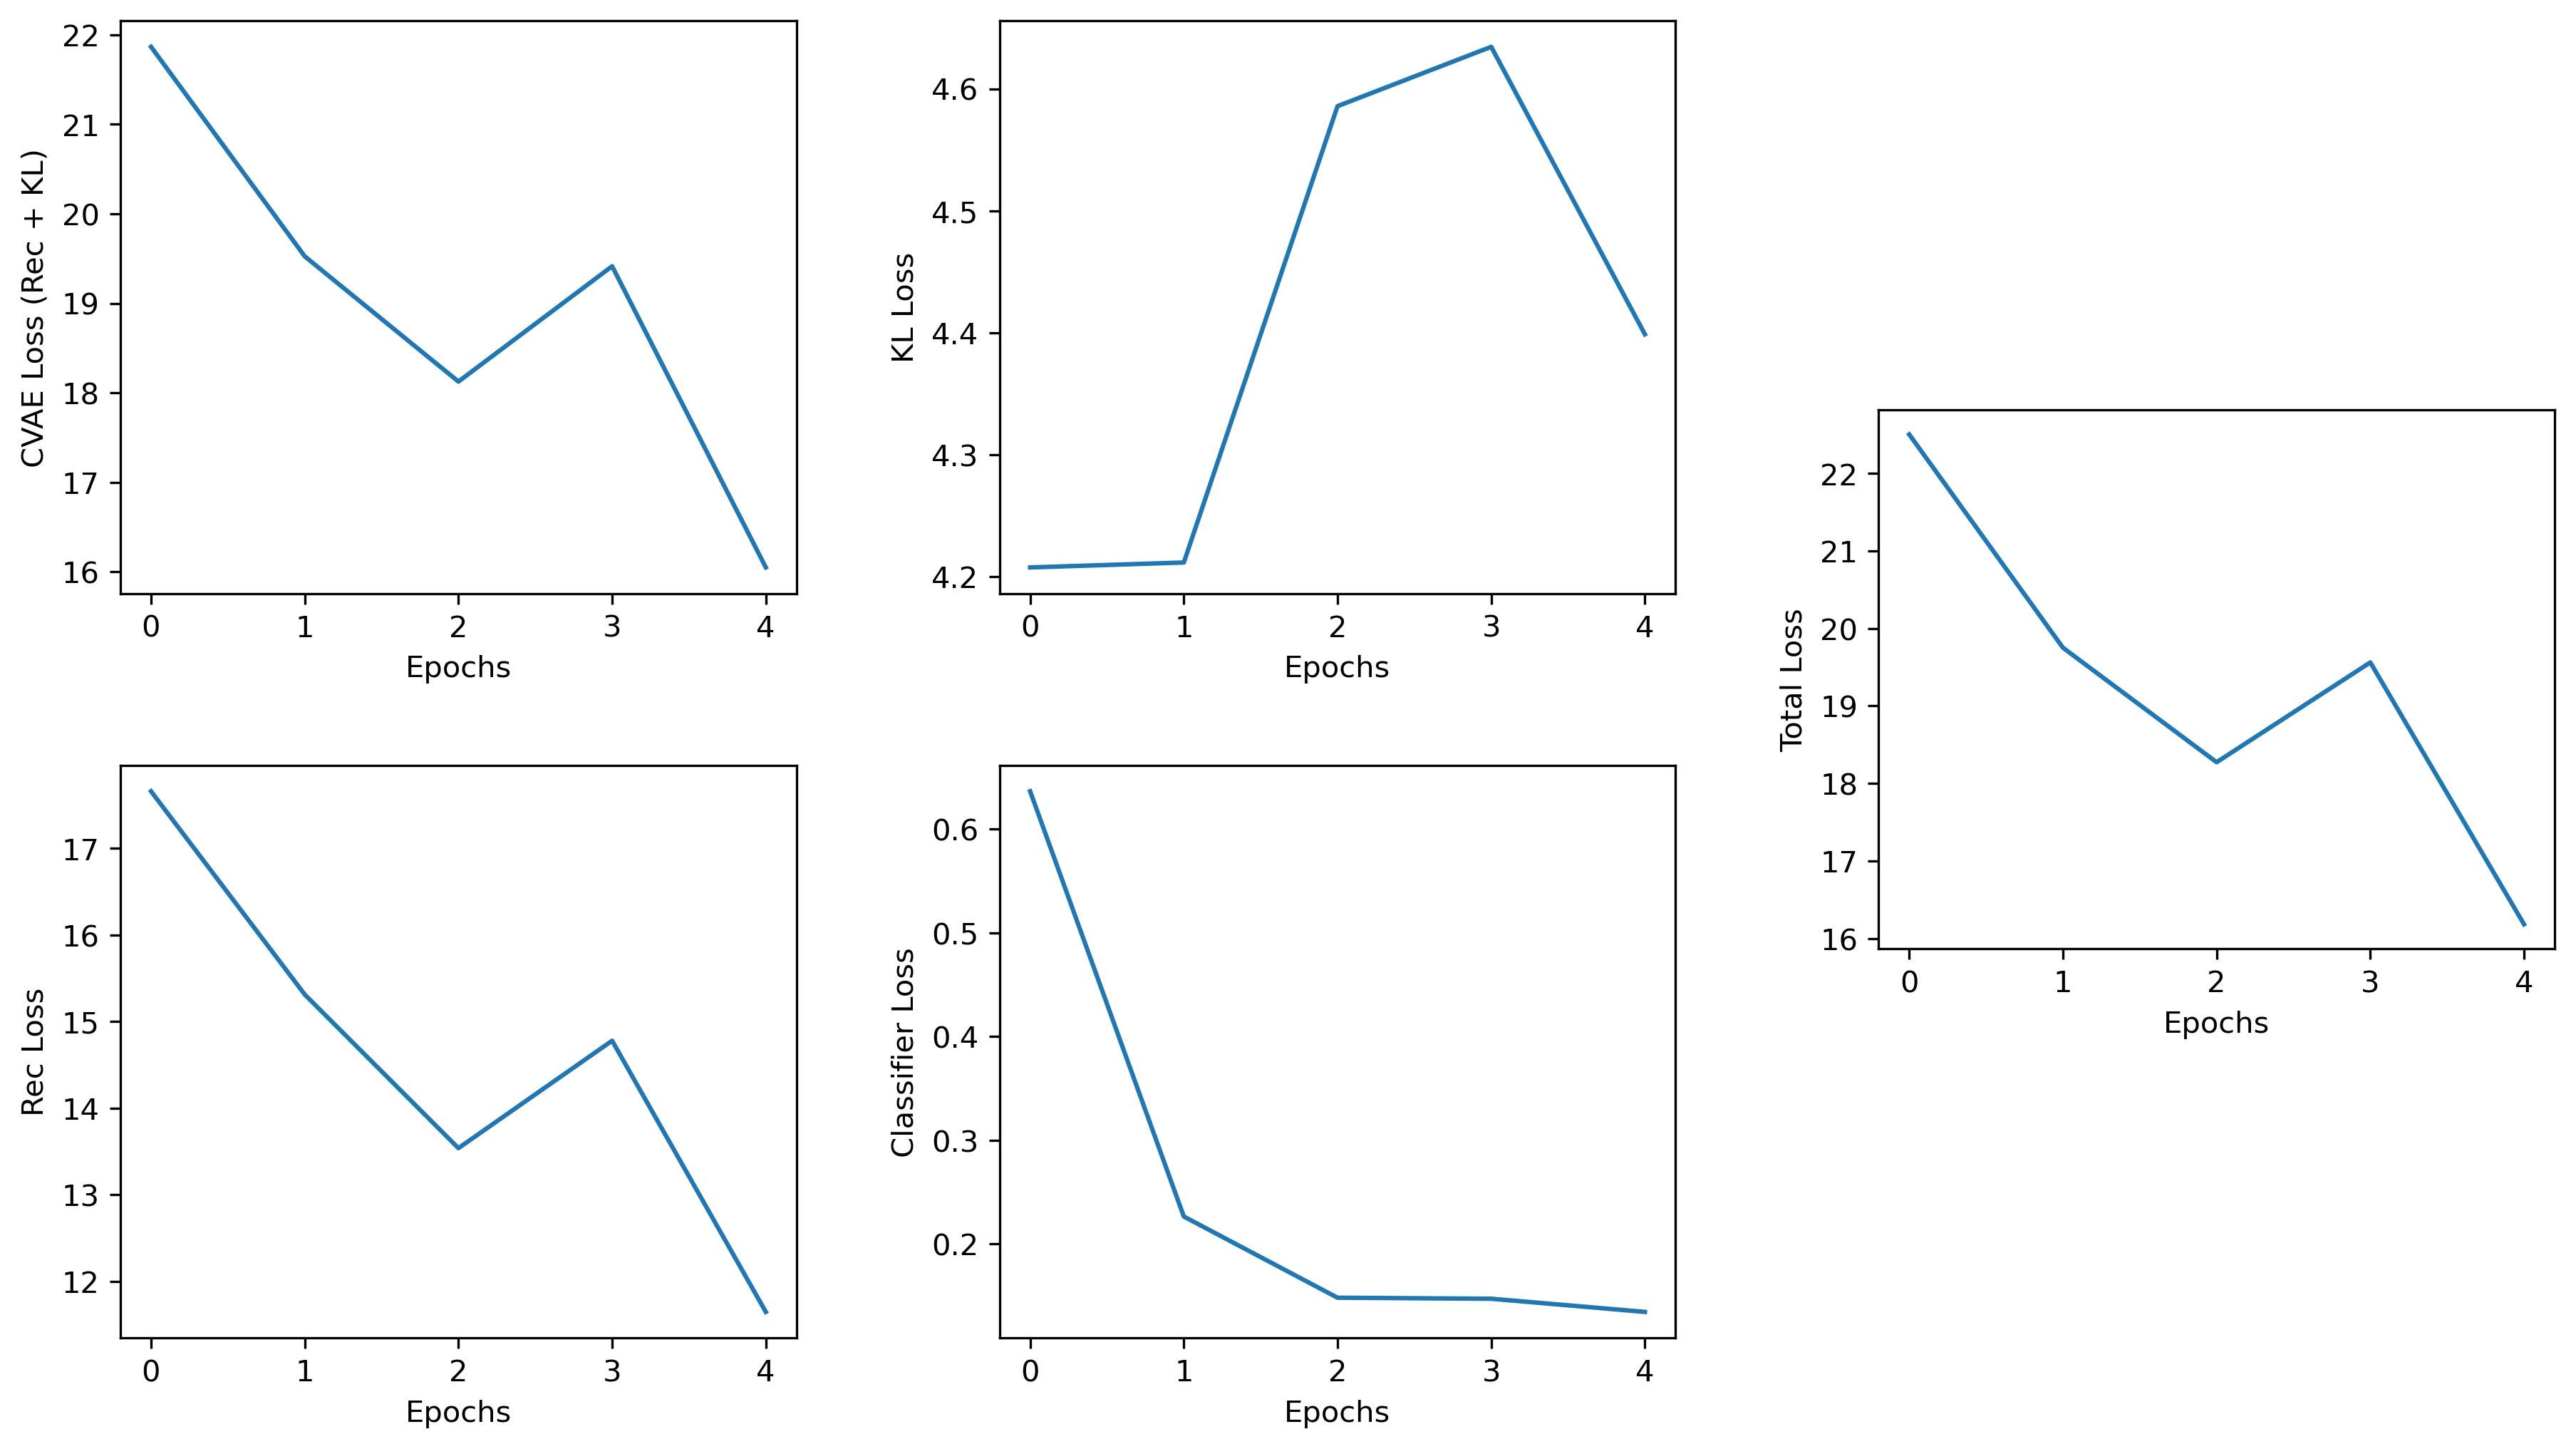 CVAE Loss (Rec + KL)
22
21
20
19
18
17
16
0 1 2 3 4
Epochs
KL Loss
4.6
4.5
4.4
4.3
4.2
0 1 2 3 4
Epochs
Rec Loss
17
16
15
14
13
12
0 1 2 3 4
Epochs
Classifier Loss
0.6
0.5
0.4
0.3
0.2
0 1 2 3 4
Epochs
Total Loss
22
21
20
19
18
17
16
0 1 2 3 4
Epochs